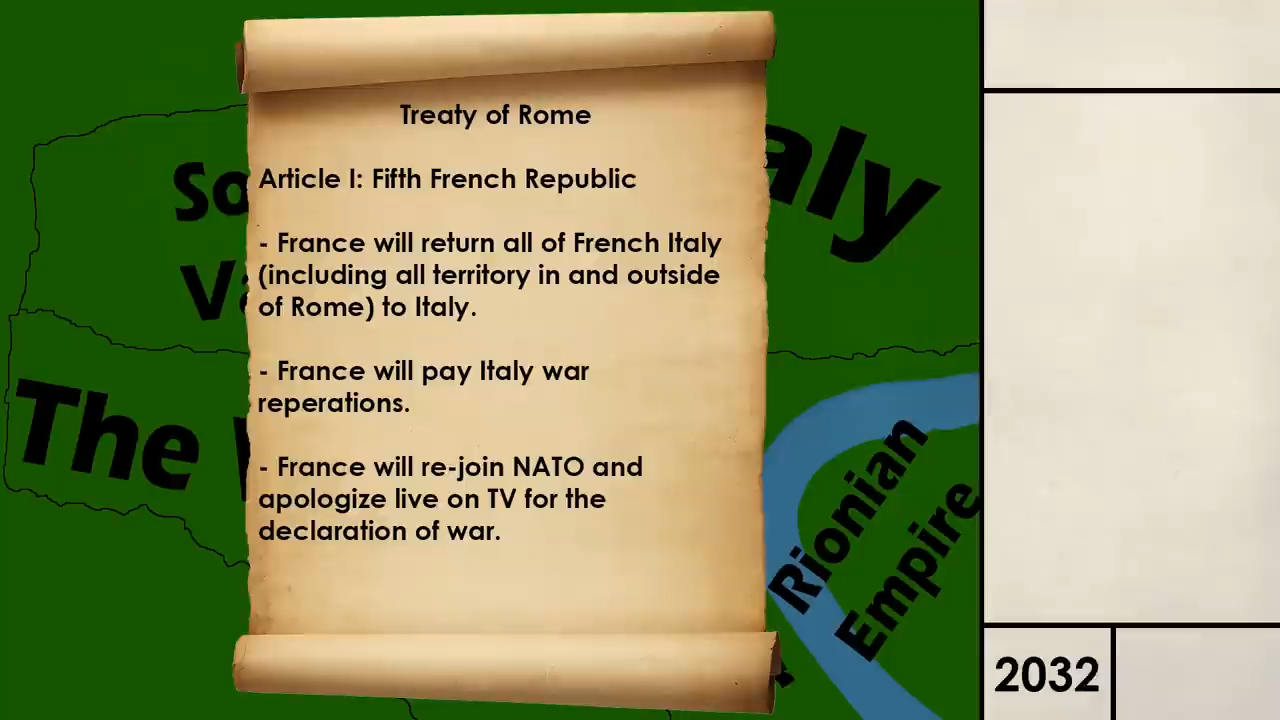 Treaty of Rome
Article I: Fifth French Republic
- France will return all of French Italy
(including all territory in and outside
of Rome) to Italy.
- France will pay Italy war
reperations.
- France will re-join NATO and
apologize live on TV for the
declaration of war.
The
Rionian
Empire
2032